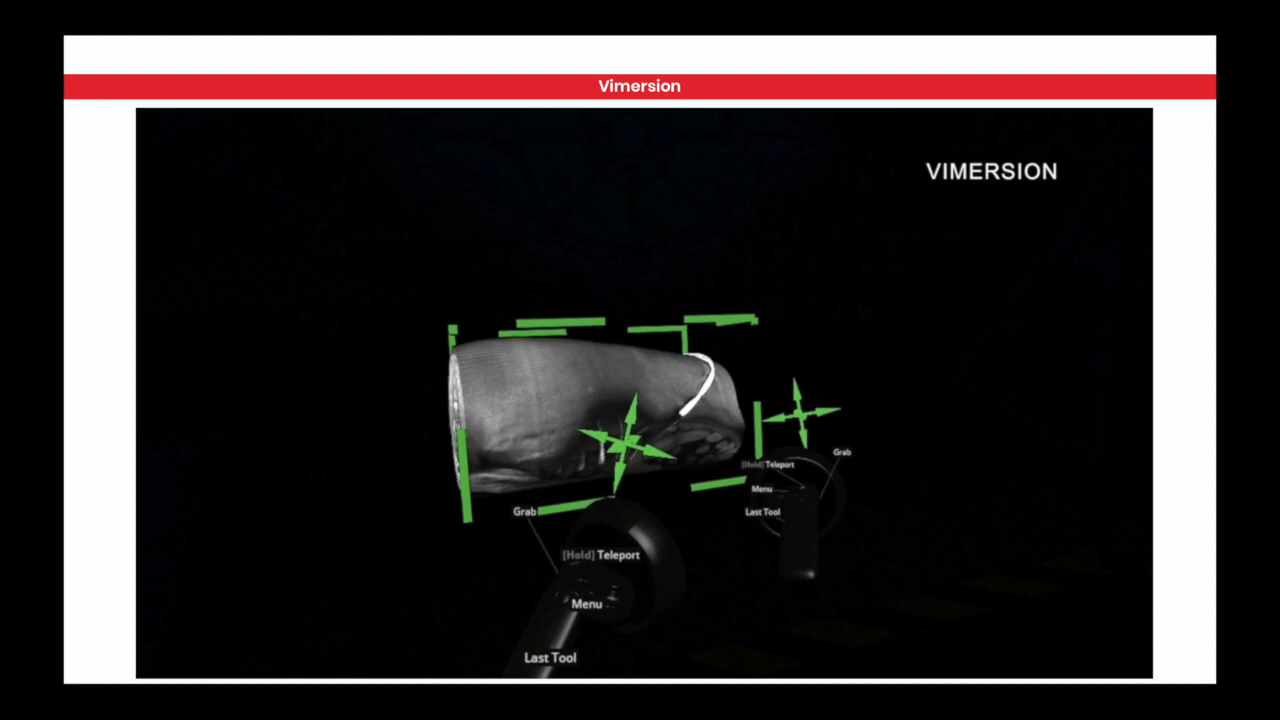 Vimersion
VIMERSION
Grab
[Hold] Teleport
Menu
Last Tool
Grab
[Hold] Teleport
Menu
Last Tool